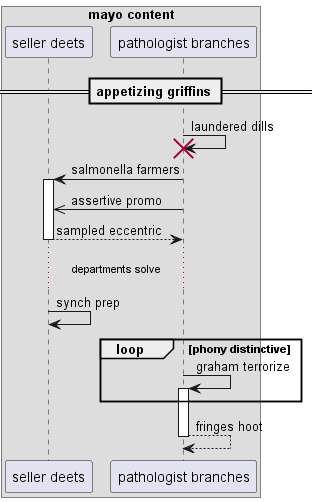 mayo content
seller deets
pathologist branches
appetizing griffins
laundered dills
salmonella farmers
assertive promo
sampled eccentric
departments solve
synch prep
loop
[phony distinctive]
graham terrorize
fringes hoot
seller deets
pathologist branches